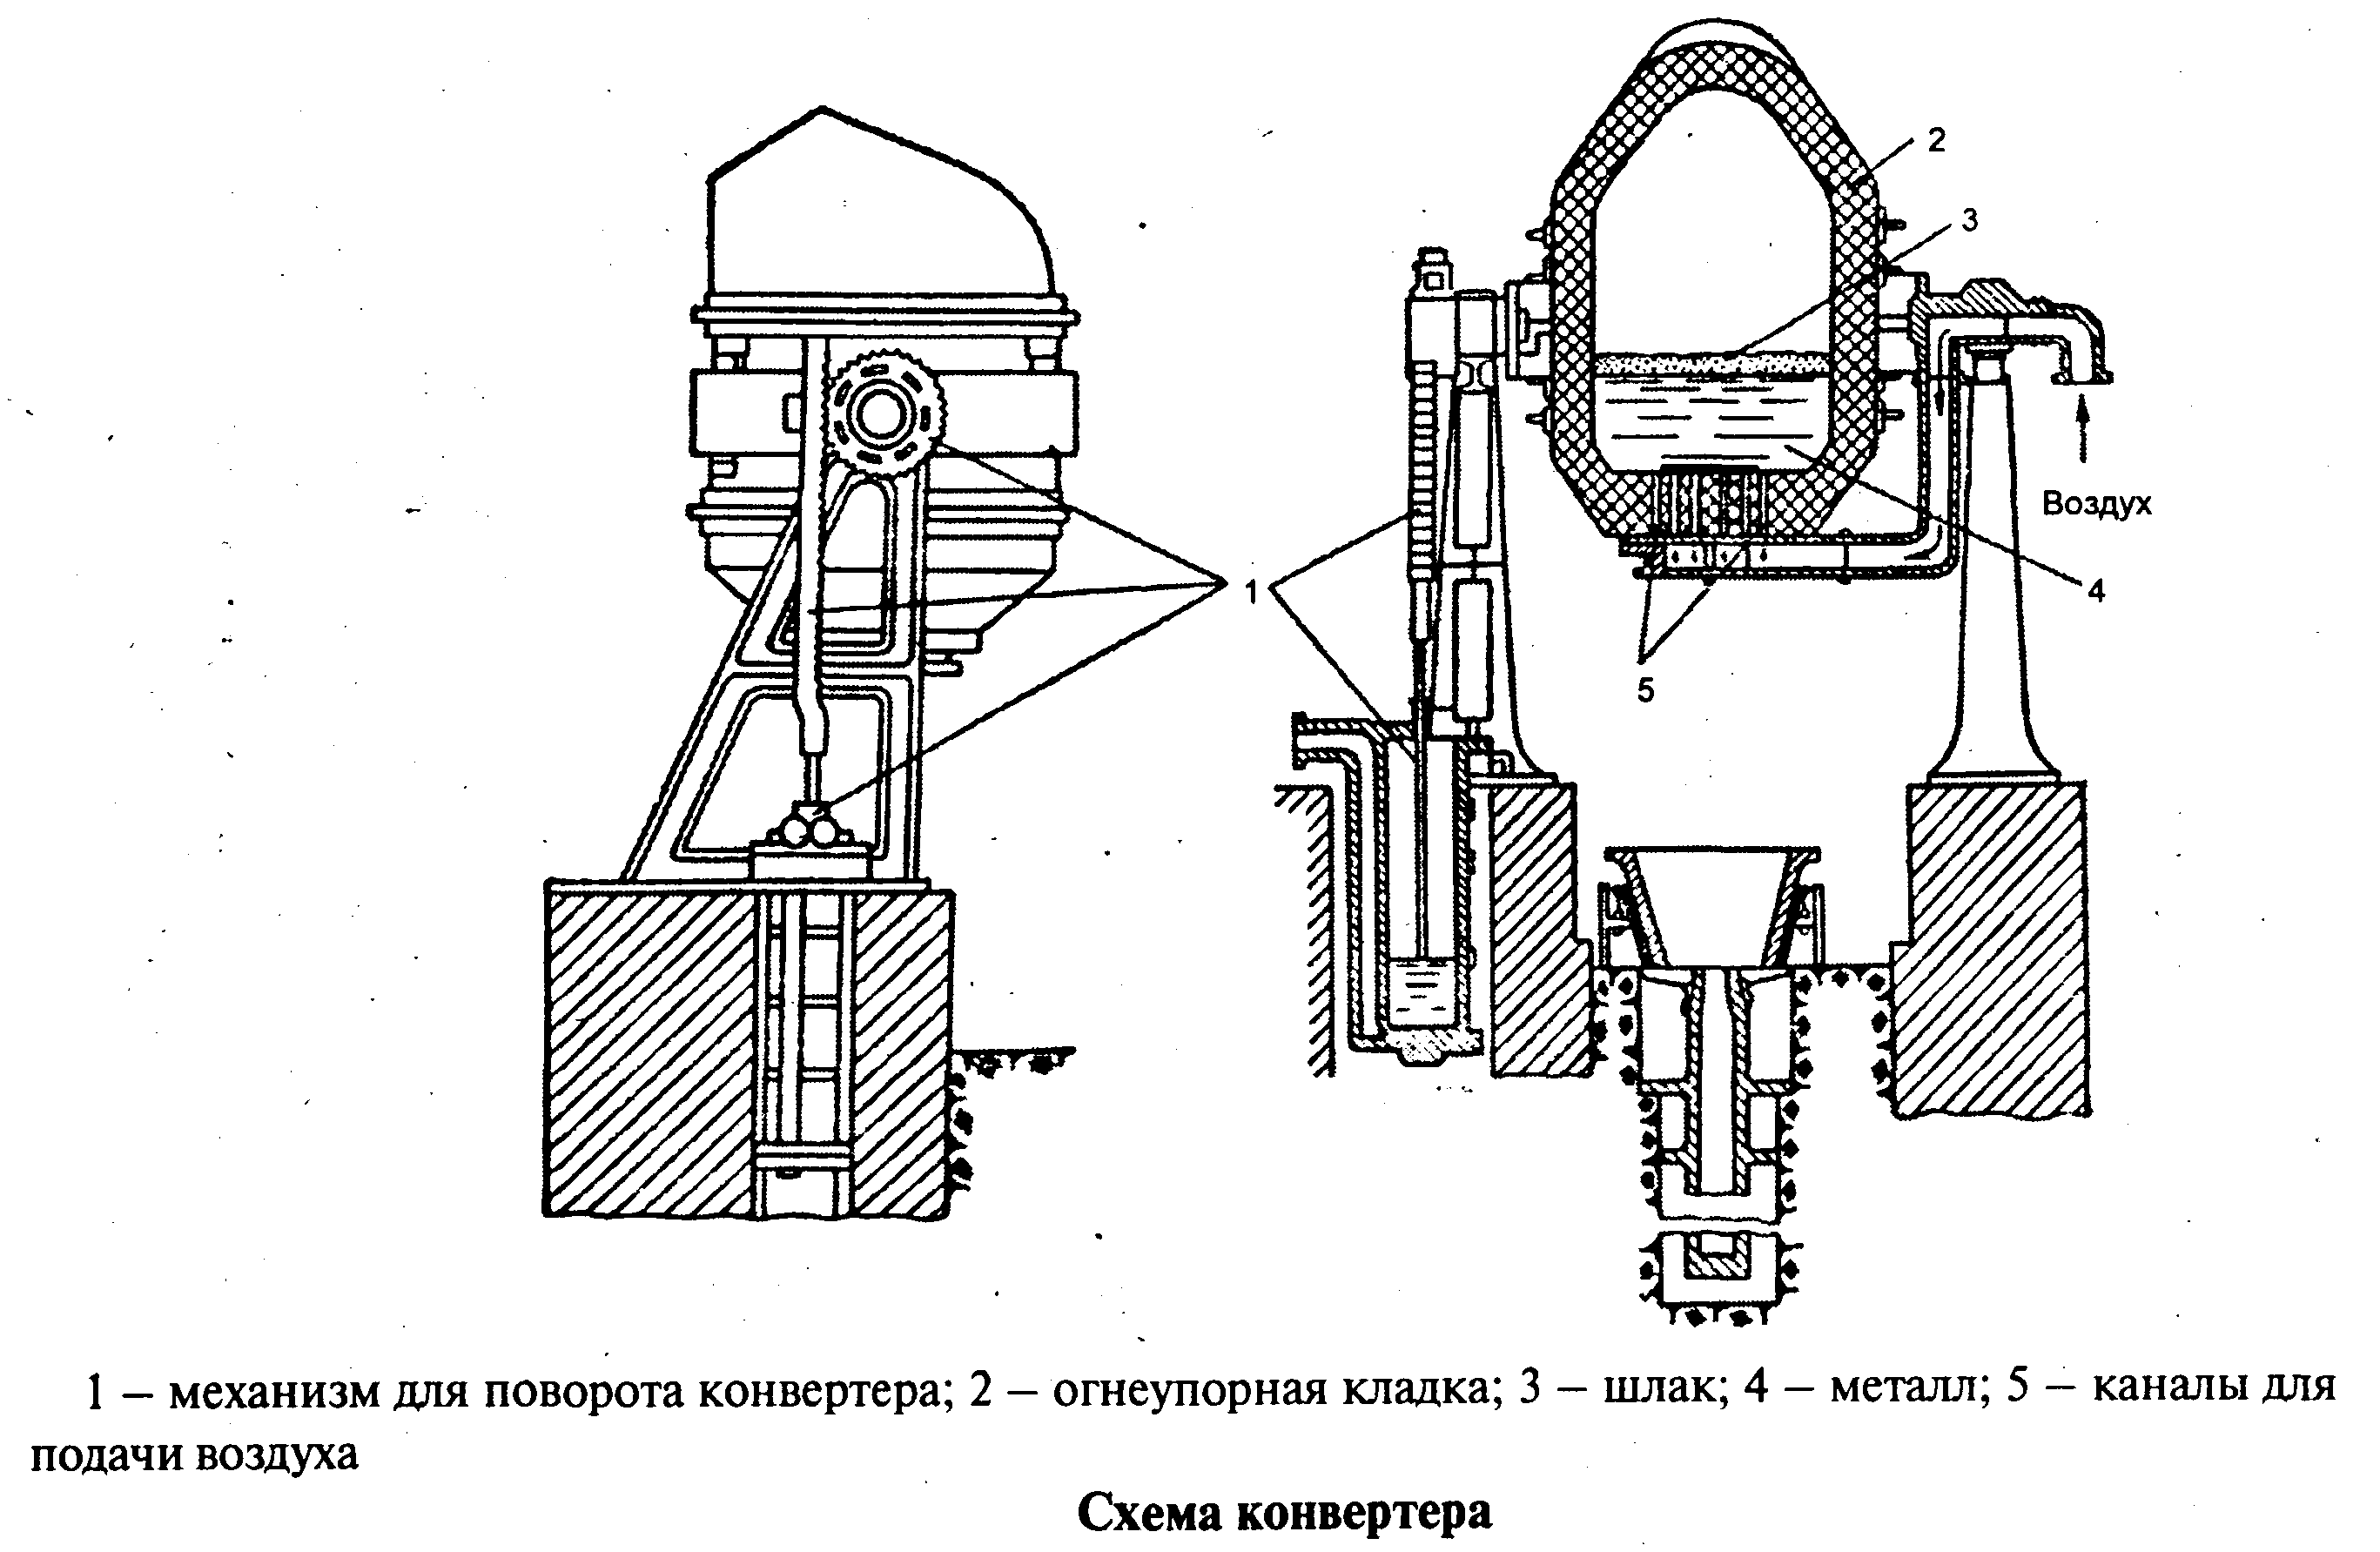 2
3
Воздух
1
4
5
1 – механизм для поворота конвертера; 2 – огнеупорная кладка; 3 – шлак; 4 – металл; 5 – каналы для
подачи воздуха
Схема конвертера